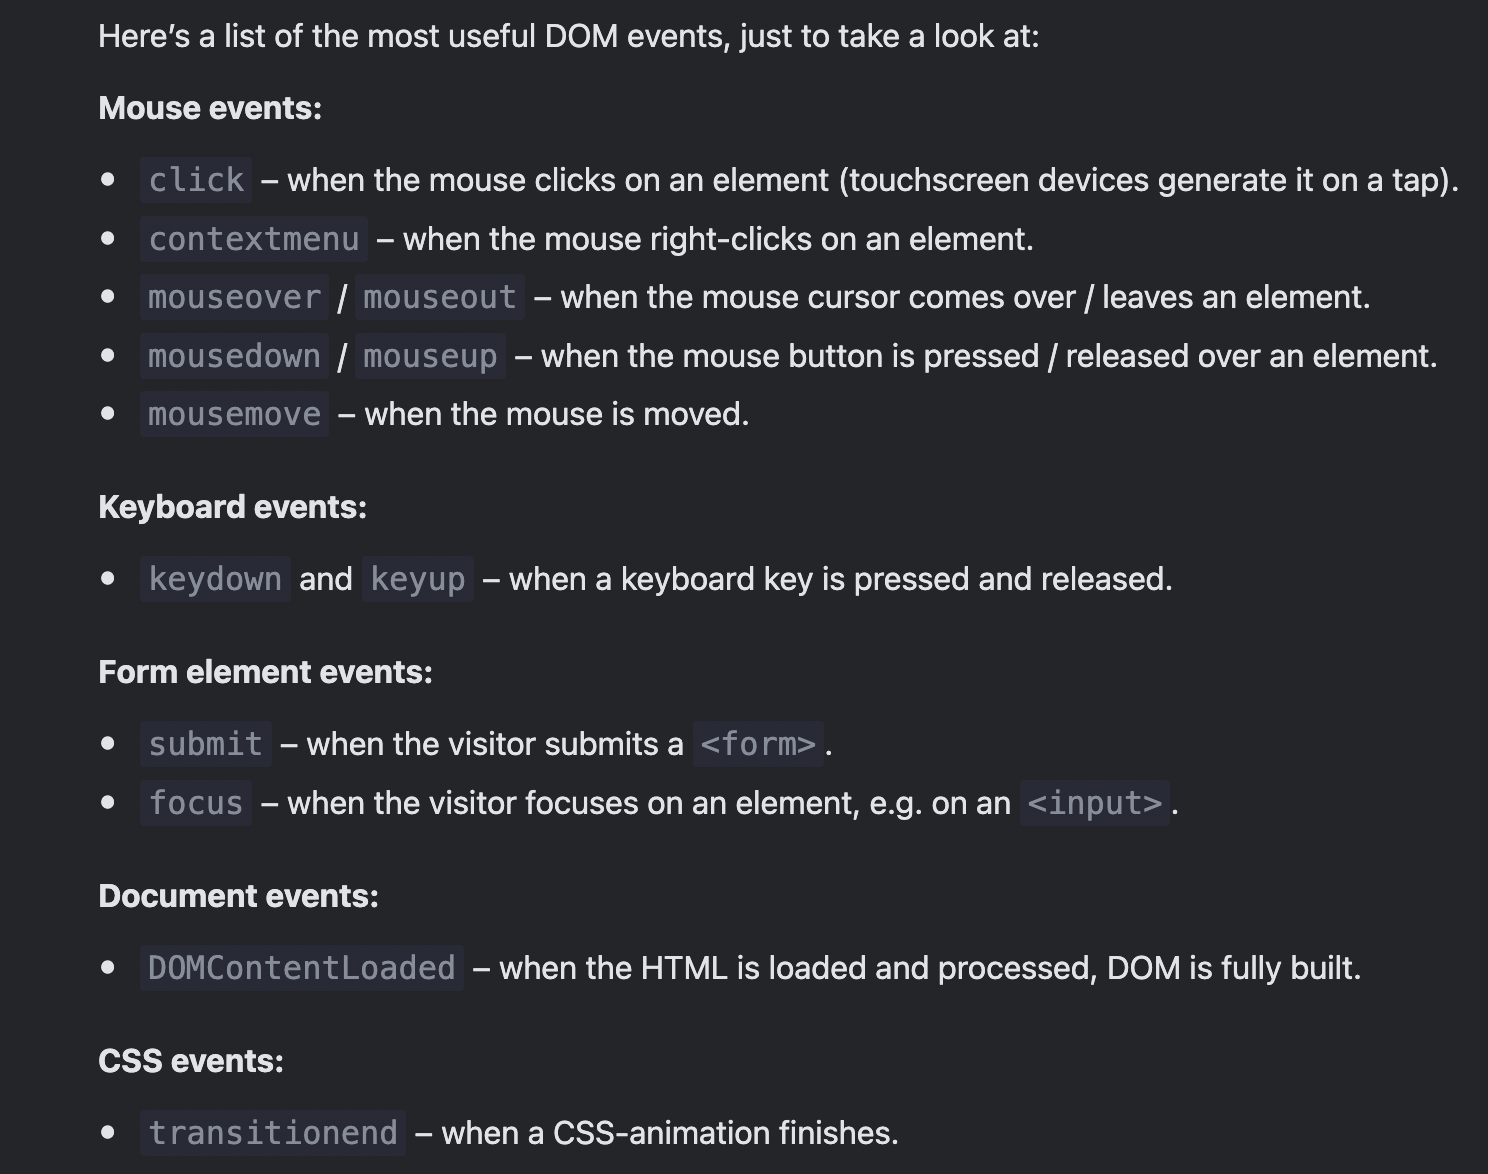 Here’s a list of the most useful DOM events, just to take a look at:
Mouse events:
• click – when the mouse clicks on an element (touchscreen devices generate it on a tap).
• contextmenu – when the mouse right-clicks on an element.
• mouseover / mouseout – when the mouse cursor comes over / leaves an element.
• mousedown / mouseup – when the mouse button is pressed / released over an element.
• mousemove – when the mouse is moved.
Keyboard events:
• keydown and keyup – when a keyboard key is pressed and released.
Form element events:
• submit – when the visitor submits a <form>.
• focus – when the visitor focuses on an element, e.g. on an <input>.
Document events:
• DOMContentLoaded – when the HTML is loaded and processed, DOM is fully built.
CSS events:
• transitionend – when a CSS-animation finishes.